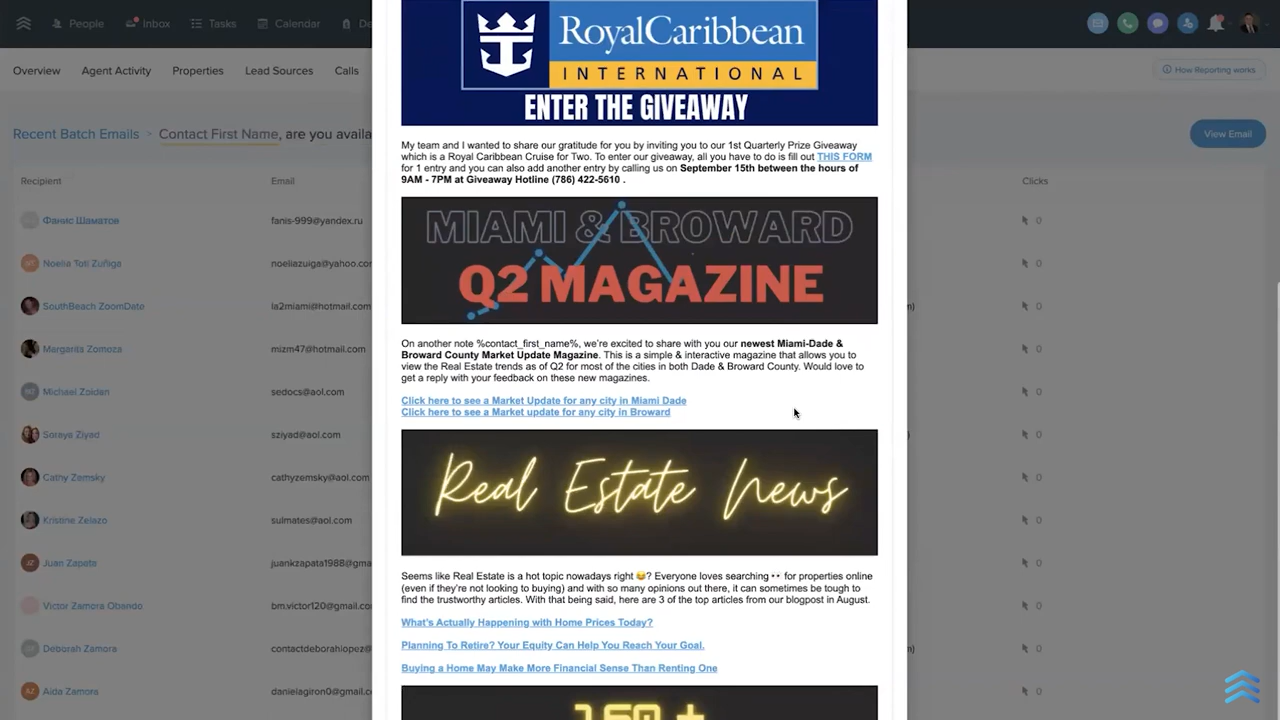 People
Inbox
Tasks
Calendar
De
Overview
Agent Activity
Properties
Lead Sources
Calls
How Reporting works
Recent Batch Emails > Contact First Name, are you availa
View Email
Recipient
Email
Clicks
Фанис Шаматов
fanis-999@yandex.ru
0
Noelia Toti Zuñiga
noeliazuiga@yahoo.co
0
SouthBeach ZoomDate
la2miami@hotmail.com
0
Margarita Zomoza
mizm47@hotmail.com
0
Michael Zoidan
sedocs@aol.com
0
Soraya Ziyad
sziyad@aol.com
0
Cathy Zemsky
cathyzemsky@aol.com
0
Kristine Zelazo
sulmates@aol.com
0
JZ
Juan Zapata
juankzapata1988@gma
0
Victor Zamora Obando
bm.victor120@gmail.co
0
Deborah Zamora
contactdeborahlopez@
0
AZ
Aida Zamora
danielagiron0@gmail.c
0
RoyalCaribbean
INTERNATIONAL
ENTER THE GIVEAWAY
My team and I wanted to share our gratitude for you by inviting you to our 1st Quarterly Prize Giveaway
which is a Royal Caribbean Cruise for Two. To enter our giveaway, all you have to do is fill out THIS FORM
for 1 entry and you can also add another entry by calling us on September 15th between the hours of
9AM - 7PM at Giveaway Hotline (786) 422-5610 .
MIAMI & BROWARD
Q2 MAGAZINE
On another note %contact_first_name%, we're excited to share with you our newest Miami-Dade &
Broward County Market Update Magazine. This is a simple & interactive magazine that allows you to
view the Real Estate trends as of Q2 for most of the cities in both Dade & Broward County. Would love to
get a reply with your feedback on these new magazines.
Click here to see a Market Update for any city in Miami Dade
Click here to see a Market update for any city in Broward
Real Estate News
Seems like Real Estate is a hot topic nowadays right 😂? Everyone loves searching 👀 for properties online
(even if they're not looking to buying) and with so many opinions out there, it can sometimes be tough to
find the trustworthy articles. With that being said, here are 3 of the top articles from our blogpost in August.
What's Actually Happening with Home Prices Today?
Planning To Retire? Your Equity Can Help You Reach Your Goal.
Buying a Home May Make More Financial Sense Than Renting One
160 +